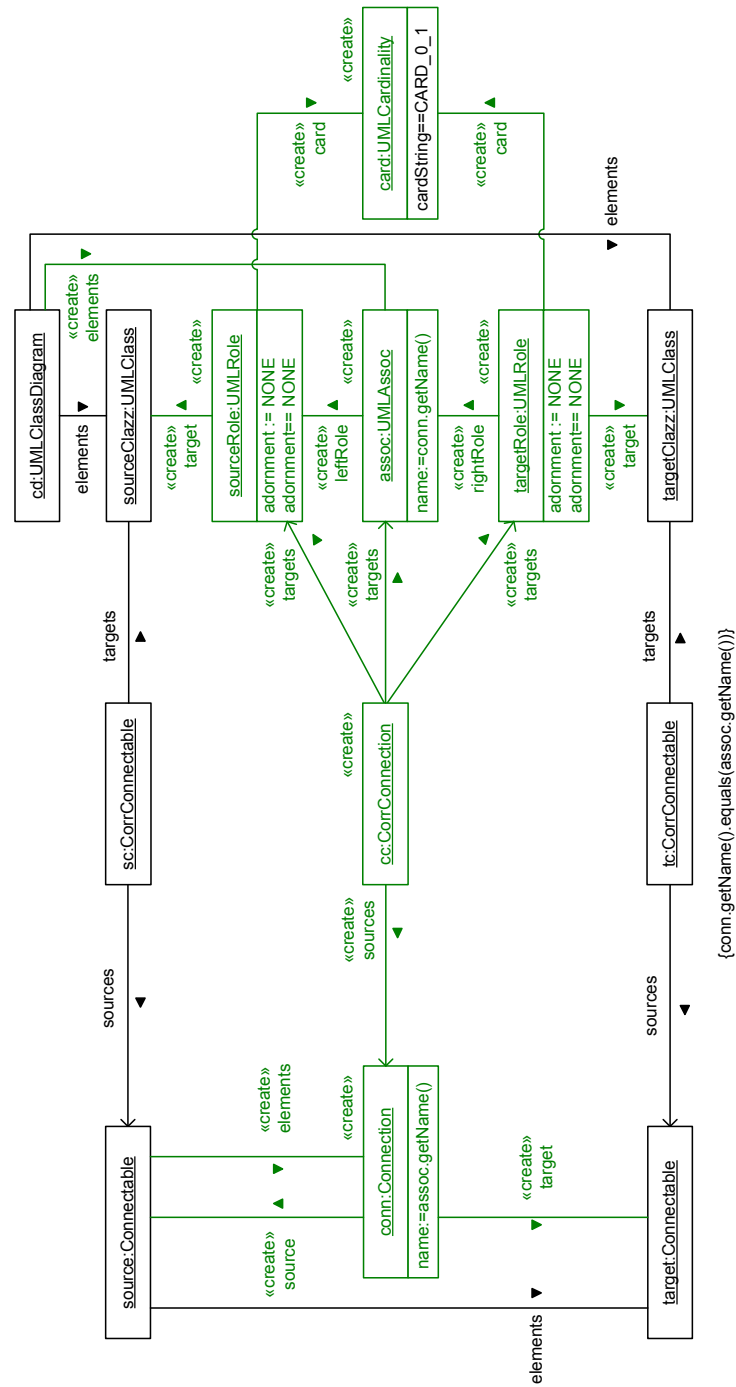 cd:UMLClassDiagram
«create»
elements
elements
sources
targets
source:Connectable
sc:CorrConnectable
sourceClazz:UMLClass
«create»
target
«create»
sourceRole:UMLRole
adornment := NONE
adornment== NONE
«create»
source
«create»
elements
«create»
targets
«create»
card
«create»
leftRole
«create»
«create»
sources
«create»
«create»
targets
«create»
«create»
conn:Connection
name:=assoc.getName()
cc:CorrConnection
assoc:UMLAssoc
name:=conn.getName()
card:UMLCardinality
cardString==CARD_0_1
«create»
rightRole
«create»
«create»
card
«create»
target
«create»
targets
targetRole:UMLRole
adornment := NONE
adornment== NONE
«create»
target
elements
elements
sources
targets
target:Connectable
tc:CorrConnectable
targetClazz:UMLClass
{conn.getName().equals(assoc.getName())}